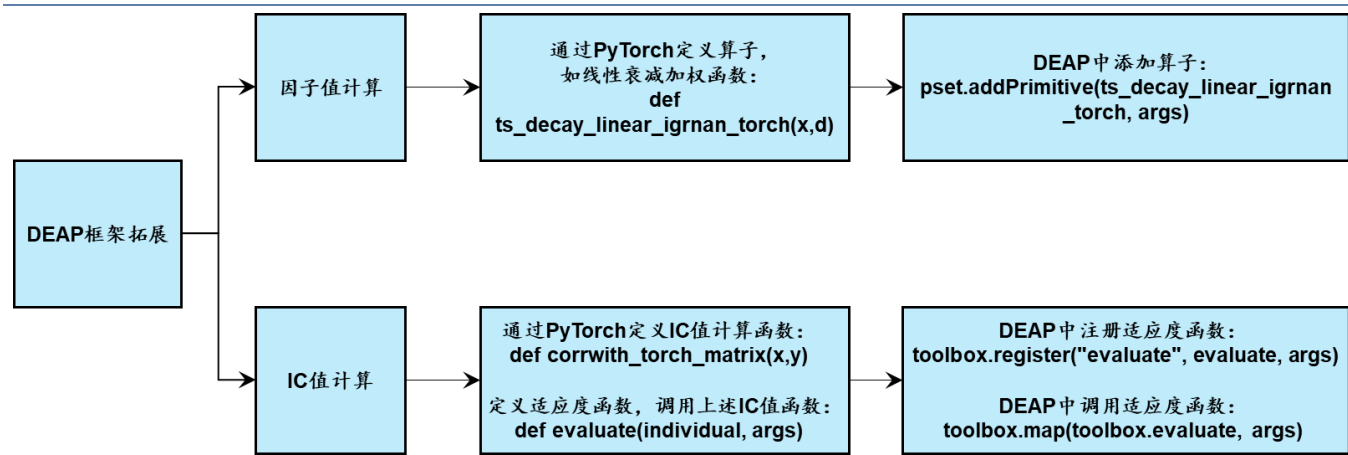 DEAP框架拓展
因子值计算
通过PyTorch定义算子，
如线性衰减加权函数：
def
ts_decay_linear_igrnan_torch(x,d)
DEAP中添加算子：
pset.addPrimitive(ts_decay_linear_igrnan
_torch, args)
IC值计算
通过PyTorch定义IC值计算函数：
def corrwith_torch_matrix(x,y)
定义适应度函数，调用上述IC值函数：
def evaluate(individual, args)
DEAP中注册适应度函数：
toolbox.register("evaluate", evaluate, args)
DEAP中调用适应度函数：
toolbox.map(toolbox.evaluate, args)